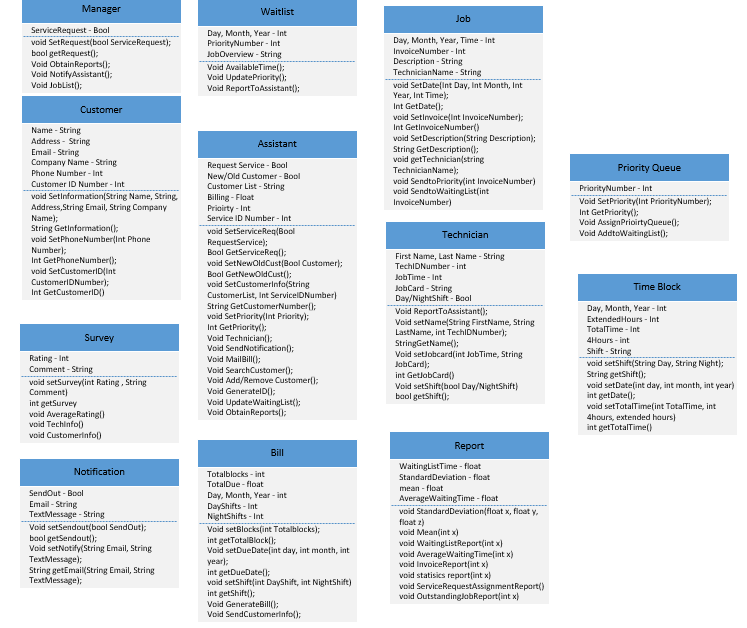 Manager
ServiceRequest - Bool
void SetRequest(bool ServiceRequest);
bool getRequest();
Void ObtainReports();
Void NotifyAssistant();
Void JobList();
Customer
Name - String
Address -  String
Email - String
Company Name - String
Phone Number - Int
Customer ID Number - Int
void SetInformation(String Name, String,
Address,String Email, String Company
Name);
String GetInformation();
void SetPhoneNumber(Int Phone
Number);
Int GetPhoneNumber();
void SetCustomerID(Int
CustomerIDNumber);
Int GetCustomerID()
Survey
Rating - Int
Comment - String
void setSurvey(int Rating , String
Comment)
int getSurvey
void AverageRating()
void TechInfo()
void CustomerInfo()
Notification
SendOut - Bool
Email - String
TextMessage - String
Void setSendout(bool SendOut);
bool getSendout();
Void setNotify(String Email, String
TextMessage);
String getEmail(String Email, String
TextMessage);
Waitlist
Day, Month, Year - Int
PriorityNumber - Int
JobOverview - String
Void AvailableTime();
Void UpdatePriority();
Void ReportToAssistant();
Assistant
Request Service - Bool
New/Old Customer - Bool
Customer List - String
Billing - Float
Prioirty - Int
Service ID Number - Int
void SetServiceReq(Bool
RequestService);
Bool GetServiceReq();
void SetNewOldCust(Bool Customer);
Bool GetNewOldCust();
void SetCustomerInfo(String
CustomerList, Int ServiceIDNumber)
String GetCustomerNumber();
void SetPriority(Int Priority);
Int GetPriority();
Void Technician();
Void SendNotification();
Void MailBill();
Void SearchCustomer();
Void Add/Remove Customer();
Void GenerateID();
Void UpdateWaitingList();
Void ObtainReports();
Bill
Totalblocks - int
TotalDue - float
Day, Month, Year - int
DayShifts - Int
NightShifts - Int
Void setBlocks(int Totalblocks);
int getTotalBlock();
Void setDueDate(int day, int month, int
year);
int getDueDate();
void setShift(int DayShift, int NightShift)
int getShift();
Void GenerateBill();
Void SendCustomerInfo();
Job
Day, Month, Year, Time - Int
InvoiceNumber - Int
Description - String
TechnicianName - String
void SetDate(Int Day, Int Month, Int
Year, Int Time);
Int GetDate();
void SetInvoice(Int InvoiceNumber);
Int GetInvoiceNumber()
void SetDescription(String Description);
String GetDescription();
void getTechnician(string
TechnicianName);
void SendtoPriority(int InvoiceNumber)
void SendtoWaitingList(int
InvoiceNumber)
Technician
First Name, Last Name - String
TechIDNumber - int
JobTime - Int
JobCard - String
Day/NightShift - Bool
Void ReportToAssistant();
Void setName(String FirstName, String
LastName, int TechIDNumber);
StringGetName();
Void setJobcard(int JobTime, String
JobCard);
int GetJobCard()
Void setShift(bool Day/NightShift)
bool getShift();
Report
WaitingListTime - float
StandardDeviation - float
mean - float
AverageWaitingTime - float
void StandardDeviation(float x, float y,
float z)
void Mean(int x)
void WaitingListReport(int x)
void AverageWaitingTime(int x)
void InvoiceReport(int x)
void statisics report(int x)
void ServiceRequestAssignmentReport()
void OutstandingJobReport(int x)
Priority Queue
PriorityNumber - Int
Void SetPriority(Int PriorityNumber);
Int GetPriority();
Void AssignPrioirtyQueue();
Void AddtoWaitingList();
Time Block
Day, Month, Year - Int
ExtendedHours - Int
TotalTime - Int
4Hours - int
Shift - String
void setShift(String Day, String Night);
String getShift();
void setDate(int day, int month, int year)
int getDate();
void setTotalTime(int TotalTime, int
4hours, extended hours)
int getTotalTime()